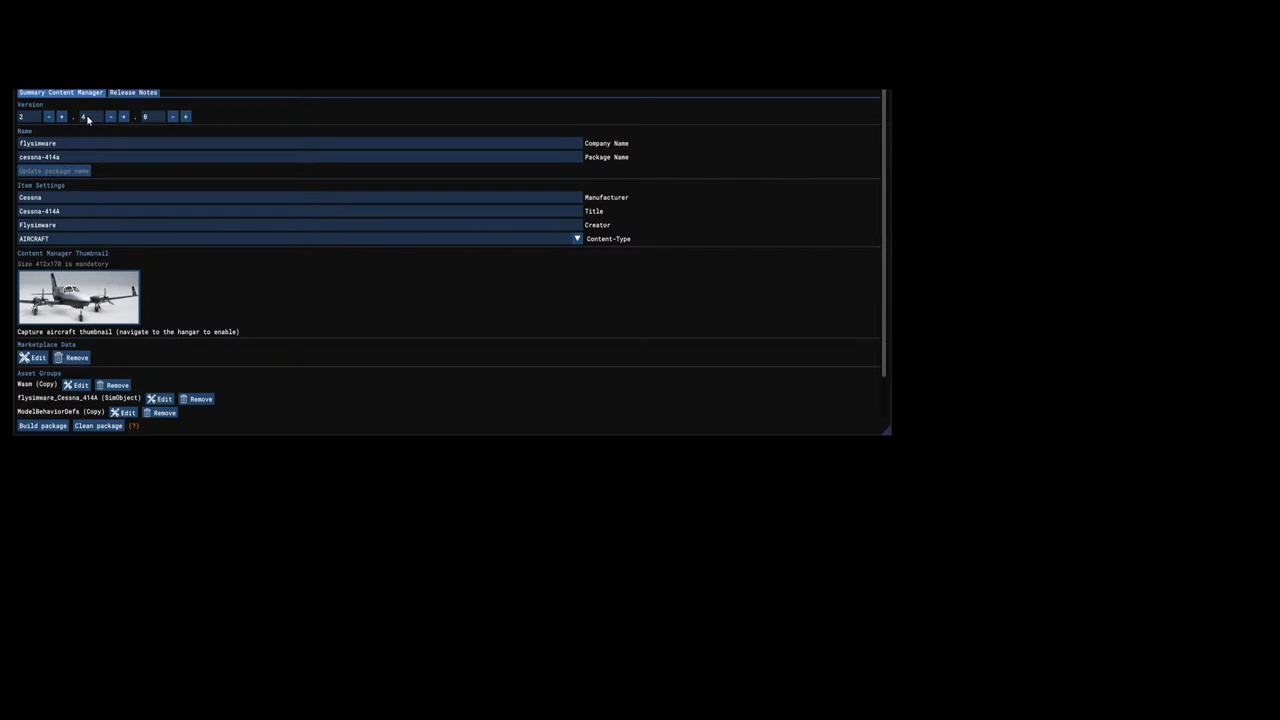 Summary Content Manager Release Notes
Version
2 - + . 4 - + . 0 - +
Name
flysimware Company Name
cessna-414a Package Name
Update package name
Item Settings
Cessna Manufacturer
Cessna-414A Title
Flysimware Creator
AIRCRAFT Content-Type
Content Manager Thumbnail
Size 412x170 is mandatory
Capture aircraft thumbnail (navigate to the hangar to enable)
Marketplace Data
Edit Remove
Asset Groups
Wasm (Copy) Edit Remove
flysimware_Cessna_414A (SimObject) Edit Remove
ModelBehaviorDefs (Copy) Edit Remove
Build package Clean package (?)